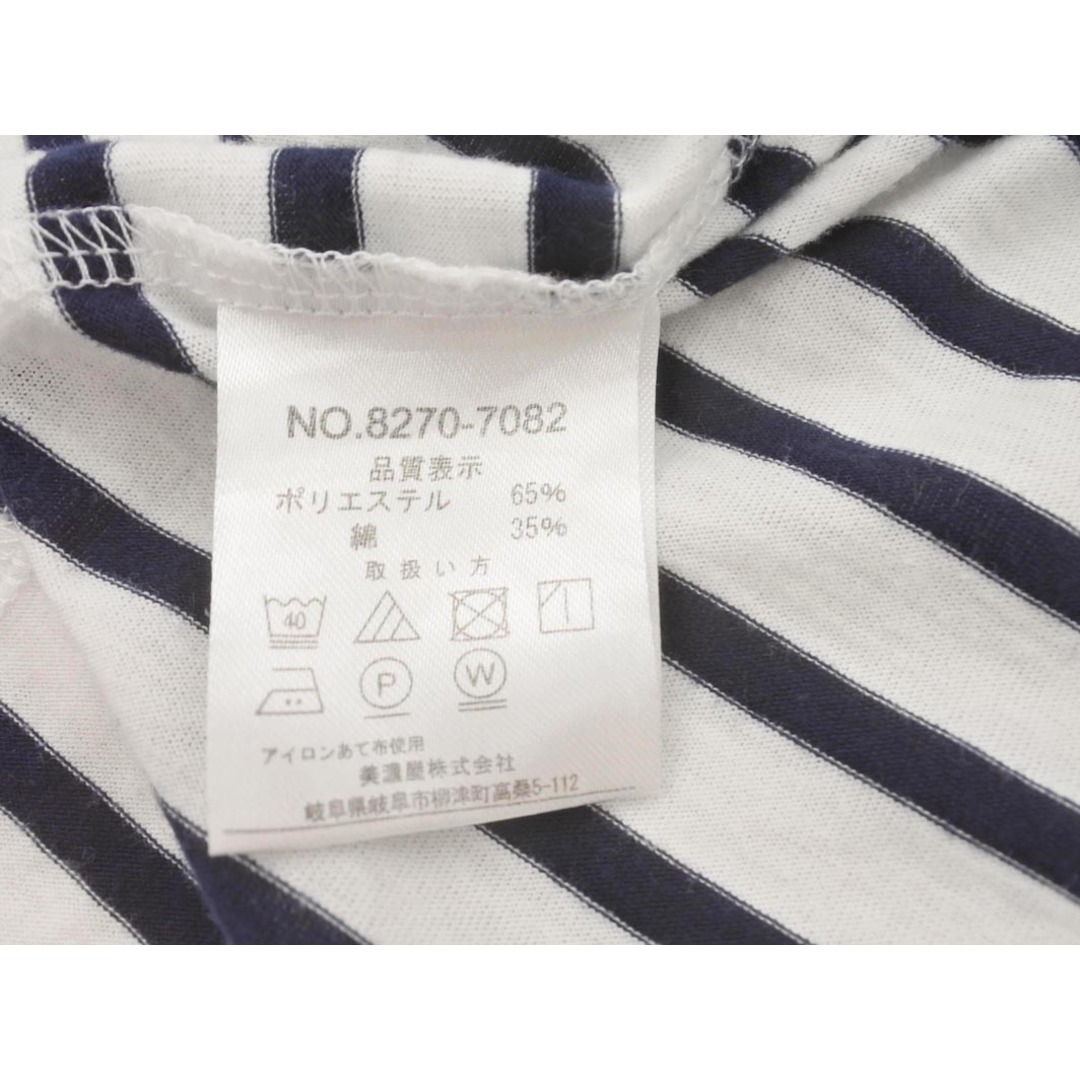 NO.8270-7082
品質表示
ポリエステル 65%
綿 35%
取扱い方
40
P W
アイロンあて布使用
美濃屋株式会社
岐阜県岐阜市柳津町高桑5-112